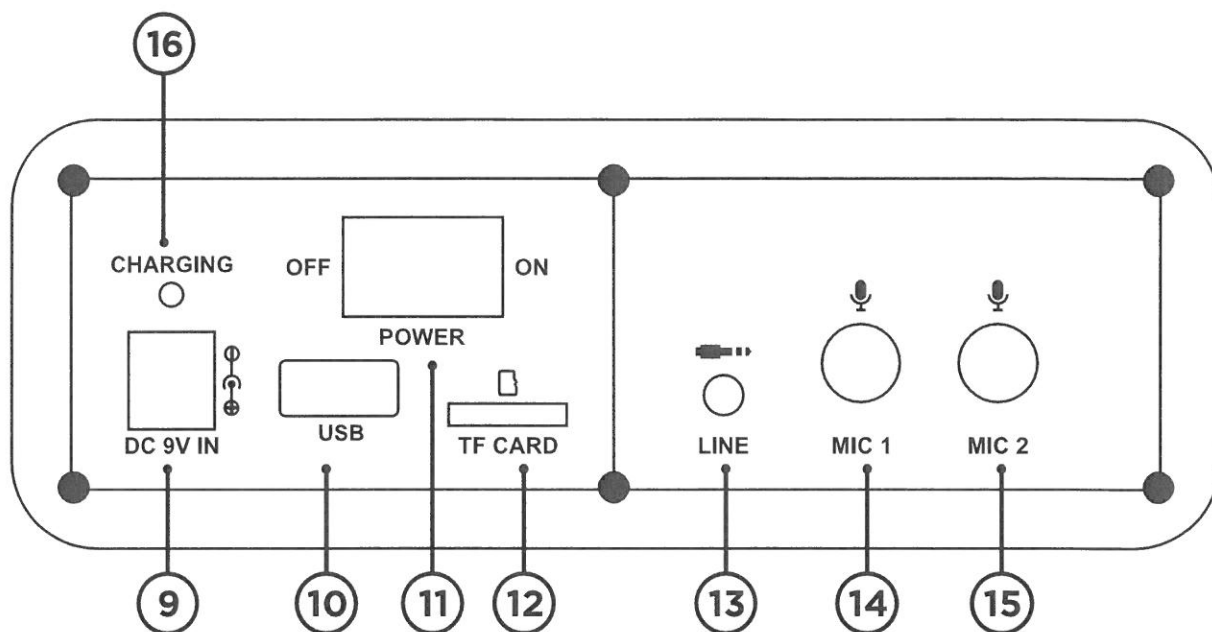 16
CHARGING
OFF
ON
POWER
DC 9V IN
USB
TF CARD
LINE
MIC 1
MIC 2
9
10
11
12
13
14
15